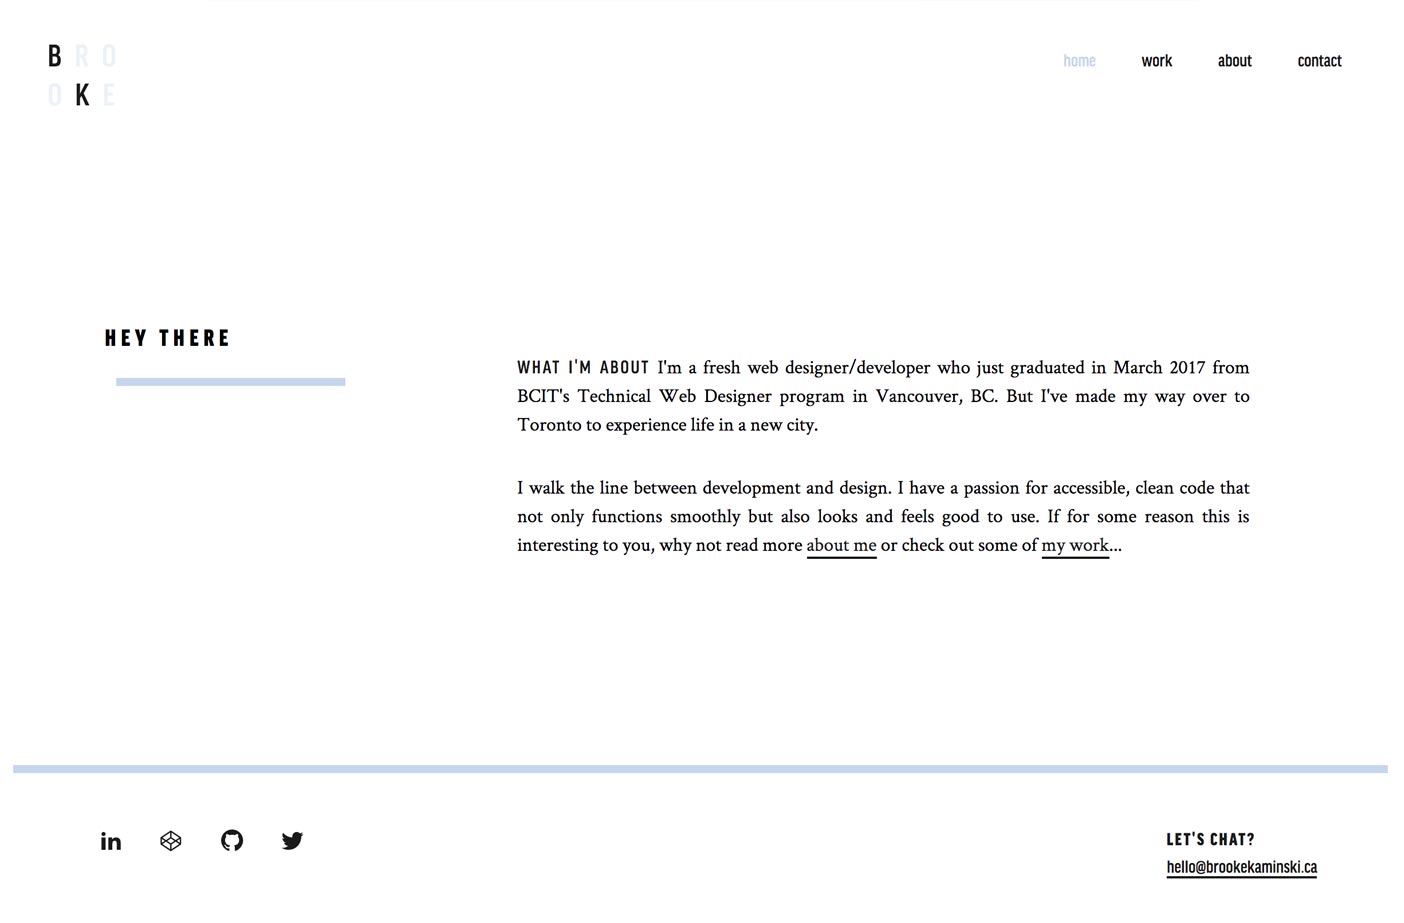 B R O
O K E
home work about contact
HEY THERE
WHAT I'M ABOUT I'm a fresh web designer/developer who just graduated in March 2017 from
BCIT's Technical Web Designer program in Vancouver, BC. But I've made my way over to
Toronto to experience life in a new city.
I walk the line between development and design. I have a passion for accessible, clean code that
not only functions smoothly but also looks and feels good to use. If for some reason this is
interesting to you, why not read more about me or check out some of my work...
in
LET'S CHAT?
hello@brookekaminski.ca